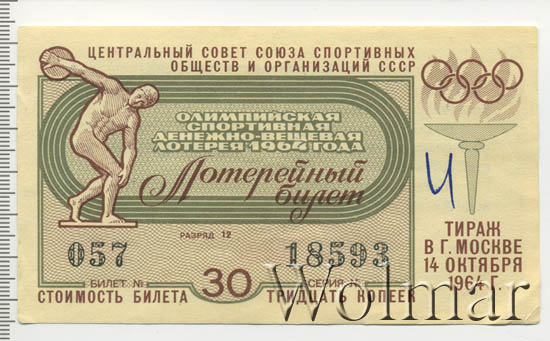 ЦЕНТРАЛЬНЫЙ СОВЕТ СОЮЗА СПОРТИВНЫХ
ОБЩЕСТВ И ОРГАНИЗАЦИЙ СССР
ОЛИМПИЙСКАЯ
СПОРТИВНАЯ
ДЕНЕЖНО-ВЕЩЕВАЯ
ЛОТЕРЕЯ 1964 ГОДА
Лотерейный
билет
Ч
РАЗРЯД 12
057
18593
БИЛЕТ №
30
СЕРИЯ №
СТОИМОСТЬ БИЛЕТА
ТРИДЦАТЬ КОПЕЕК
ТИРАЖ
В Г. МОСКВЕ
14 ОКТЯБРЯ
1964 Г.
Wolmar